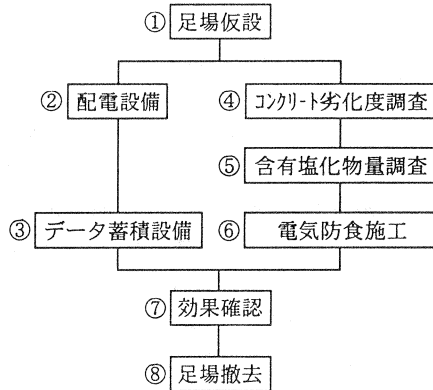 ① 足場仮設
② 配電設備
④ コンクリート劣化度調査
⑤ 含有塩化物量調査
③ データ蓄積設備
⑥ 電気防食施工
⑦ 効果確認
⑧ 足場撤去